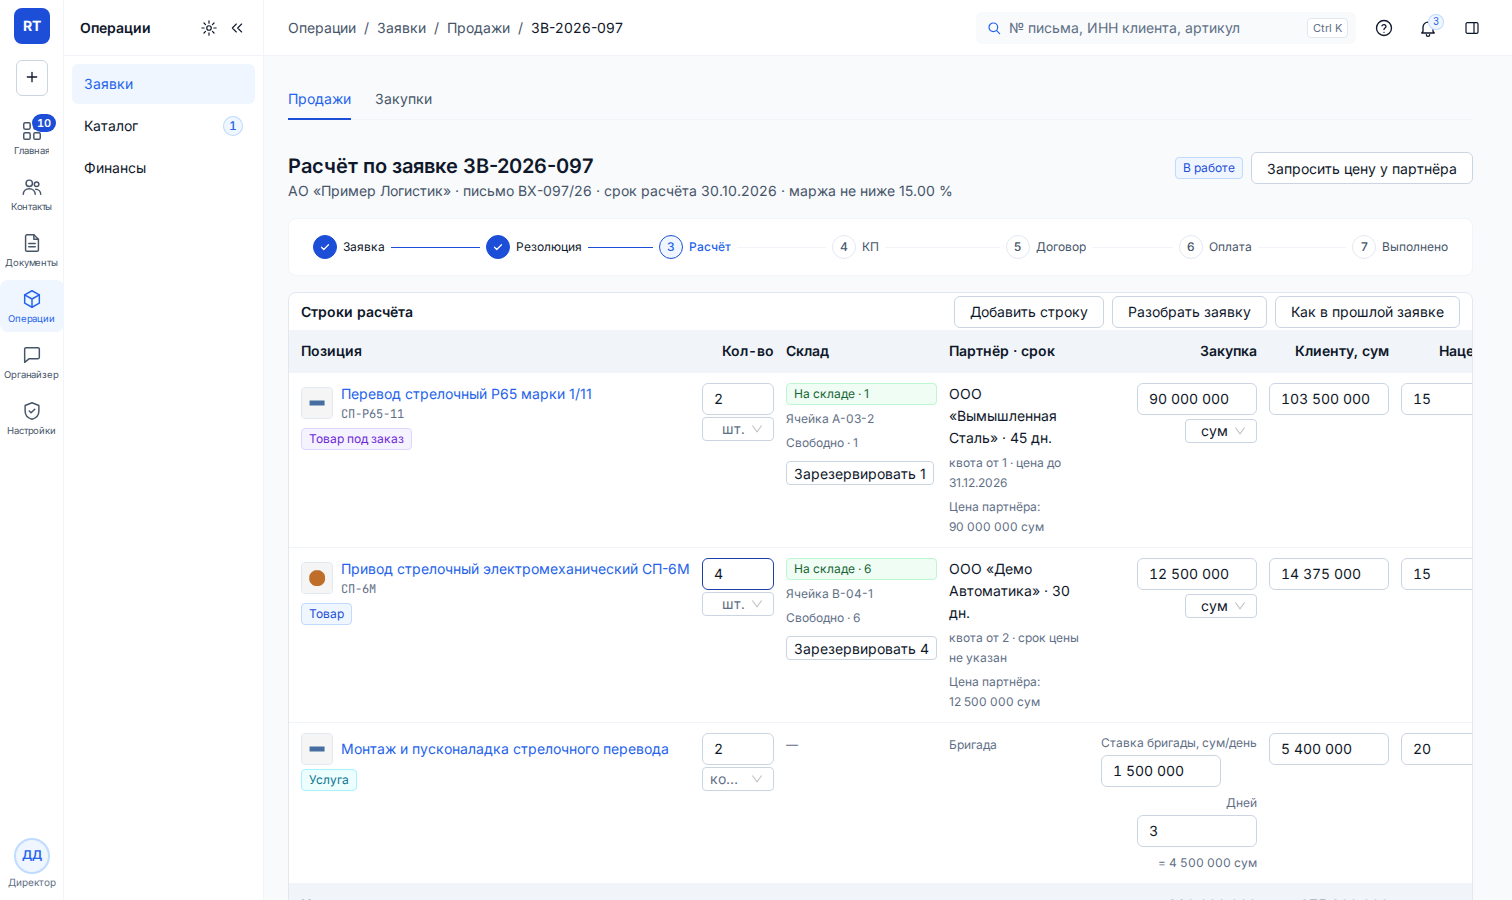 RT
Операции
Операции / Заявки / Продажи / ЗВ-2026-097
№ письма, ИНН клиента, артикул
Ctrl K
3
10
Главная
Контакты
Документы
Операции
Органайзер
Настройки
ДД
Директор
Заявки
Каталог
1
Финансы
Продажи
Закупки
Расчёт по заявке ЗВ-2026-097
АО «Пример Логистик» · письмо ВХ-097/26 · срок расчёта 30.10.2026 · маржа не ниже 15.00 %
В работе
Запросить цену у партнёра
Заявка
Резолюция
3 Расчёт
4 КП
5 Договор
6 Оплата
7 Выполнено
Строки расчёта
Добавить строку
Разобрать заявку
Как в прошлой заявке
Позиция
Кол-во
Склад
Партнёр · срок
Закупка
Клиенту, сум
Наце
Перевод стрелочный Р65 марки 1/11
СП-Р65-11
Товар под заказ
2
шт.
На складе · 1
Ячейка А-03-2
Свободно · 1
Зарезервировать 1
ООО
«Вымышленная
Сталь» · 45 дн.
квота от 1 · цена до
31.12.2026
Цена партнёра:
90 000 000 сум
90 000 000
сум
103 500 000
15
Привод стрелочный электромеханический СП-6М
СП-6М
Товар
4
шт.
На складе · 6
Ячейка В-04-1
Свободно · 6
Зарезервировать 4
ООО «Демо
Автоматика» · 30
дн.
квота от 2 · срок цены
не указан
Цена партнёра:
12 500 000 сум
12 500 000
сум
14 375 000
15
Монтаж и пусконаладка стрелочного перевода
Услуга
2
ко...
—
Бригада
Ставка бригады, сум/день
1 500 000
Дней
3
= 4 500 000 сум
5 400 000
20